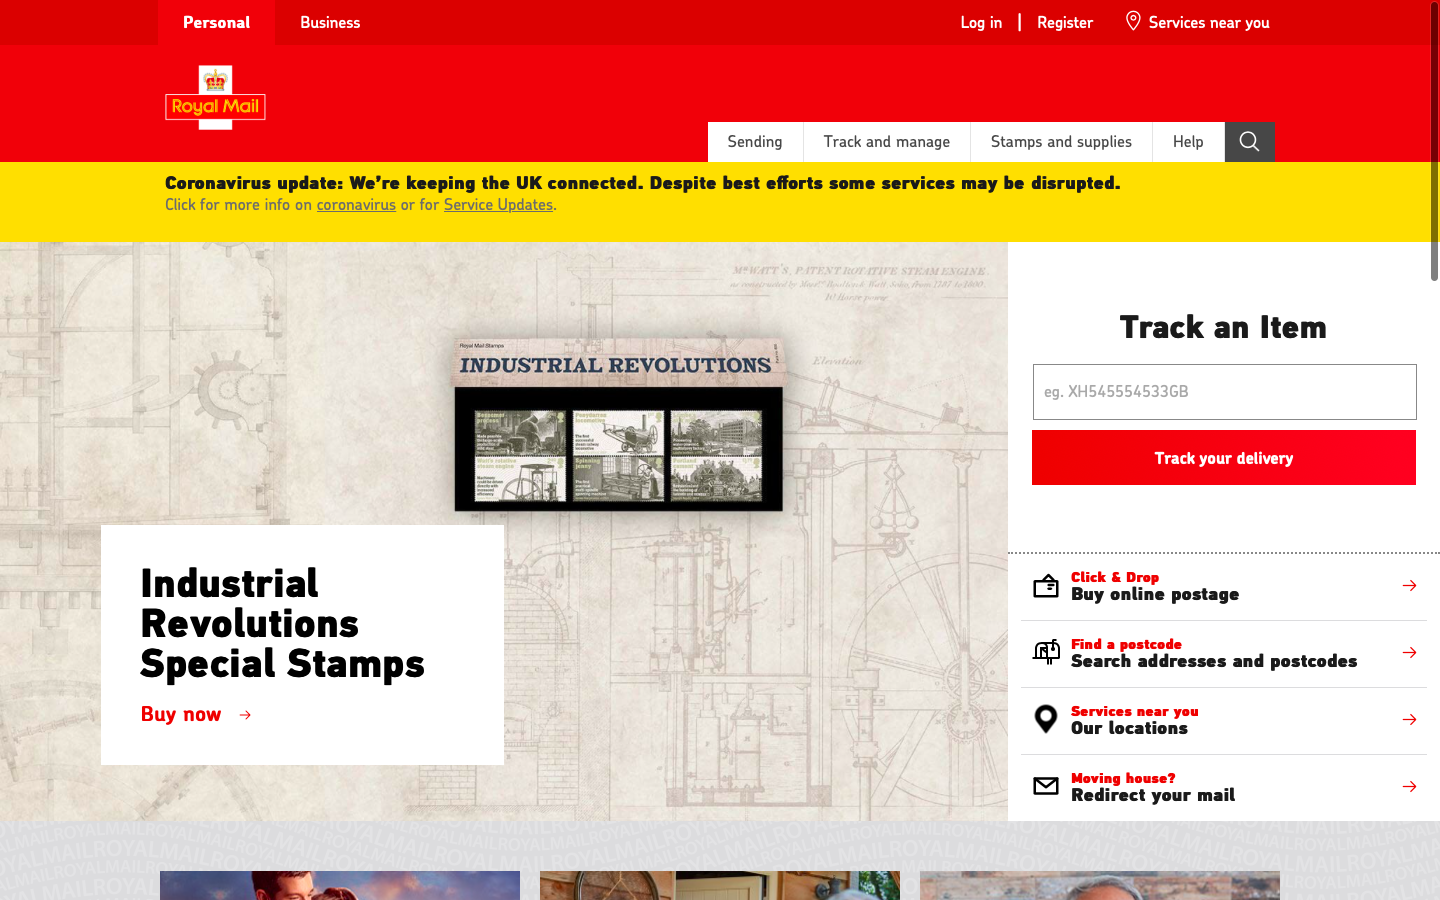 Personal
Business
Log in
Register
Services near you
Royal Mail
Sending
Track and manage
Stamps and supplies
Help
Coronavirus update: We're keeping the UK connected. Despite best efforts some services may be disrupted.
Click for more info on coronavirus or for Service Updates.
Royal Mail Stamps
INDUSTRIAL REVOLUTIONS
Elevation
Industrial
Revolutions
Special Stamps
Buy now
Track an Item
eg. XH545554533GB
Track your delivery
Click & Drop
Buy online postage
Find a postcode
Search addresses and postcodes
Services near you
Our locations
Moving house?
Redirect your mail